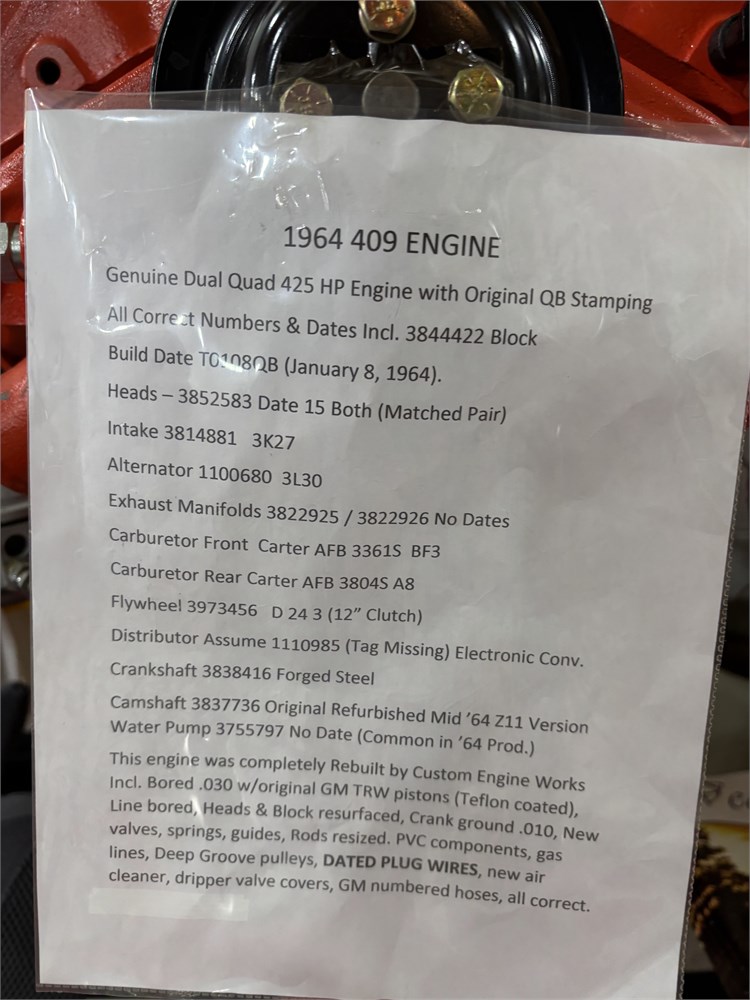 1964 409 ENGINE
Genuine Dual Quad 425 HP Engine with Original QB Stamping
All Correct Numbers & Dates Incl. 3844422 Block
Build Date T0108QB (January 8, 1964).
Heads – 3852583 Date 15 Both (Matched Pair)
Intake 3814881 3K27
Alternator 1100680 3L30
Exhaust Manifolds 3822925 / 3822926 No Dates
Carburetor Front Carter AFB 3361S BF3
Carburetor Rear Carter AFB 3804S A8
Flywheel 3973456 D 24 3 (12” Clutch)
Distributor Assume 1110985 (Tag Missing) Electronic Conv.
Crankshaft 3838416 Forged Steel
Camshaft 3837736 Original Refurbished Mid ’64 Z11 Version
Water Pump 3755797 No Date (Common in ’64 Prod.)
This engine was completely Rebuilt by Custom Engine Works
Incl. Bored .030 w/original GM TRW pistons (Teflon coated),
Line bored, Heads & Block resurfaced, Crank ground .010, New
valves, springs, guides, Rods resized. PVC components, gas
lines, Deep Groove pulleys, DATED PLUG WIRES, new air
cleaner, dripper valve covers, GM numbered hoses, all correct.